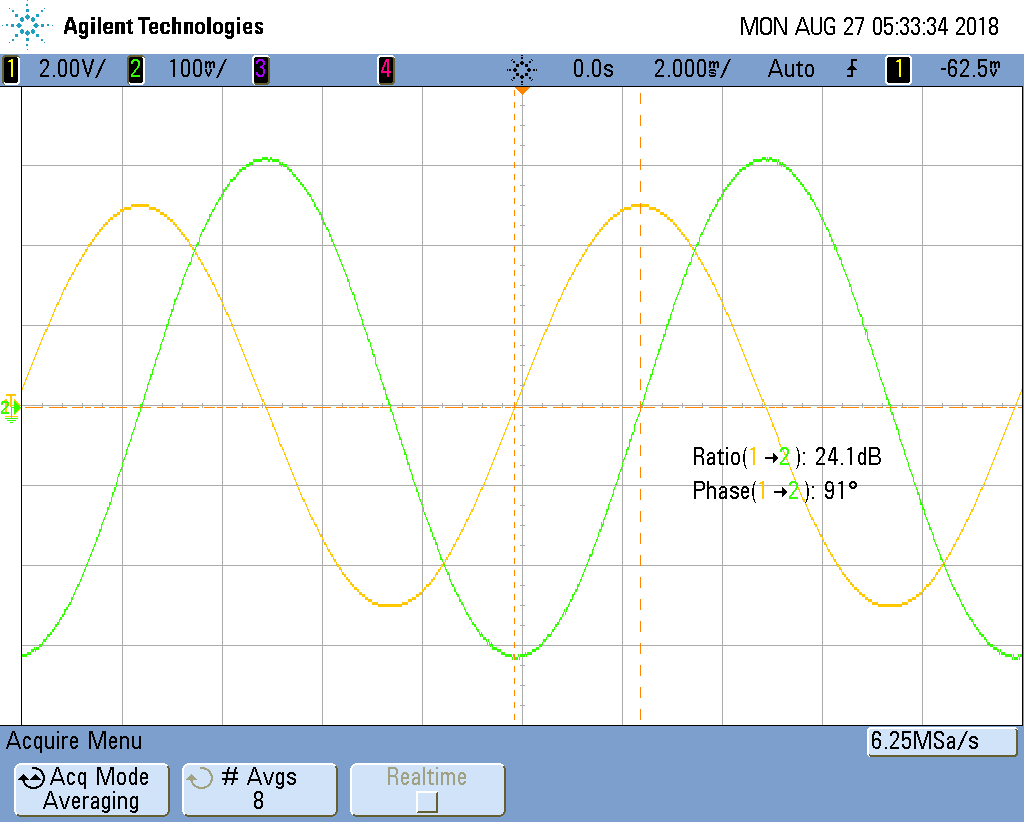 Agilent Technologies MON AUG 27 05:33:34 2018
1 2.00V/ 2 100mV/ 3 4 0.0s 2.000ms/ Auto 1 -62.5mV
2
Ratio(1→2): 24.1dB
Phase(1→2): 91°
Acquire Menu 6.25MSa/s
Acq Mode # Avgs Realtime
Averaging 8